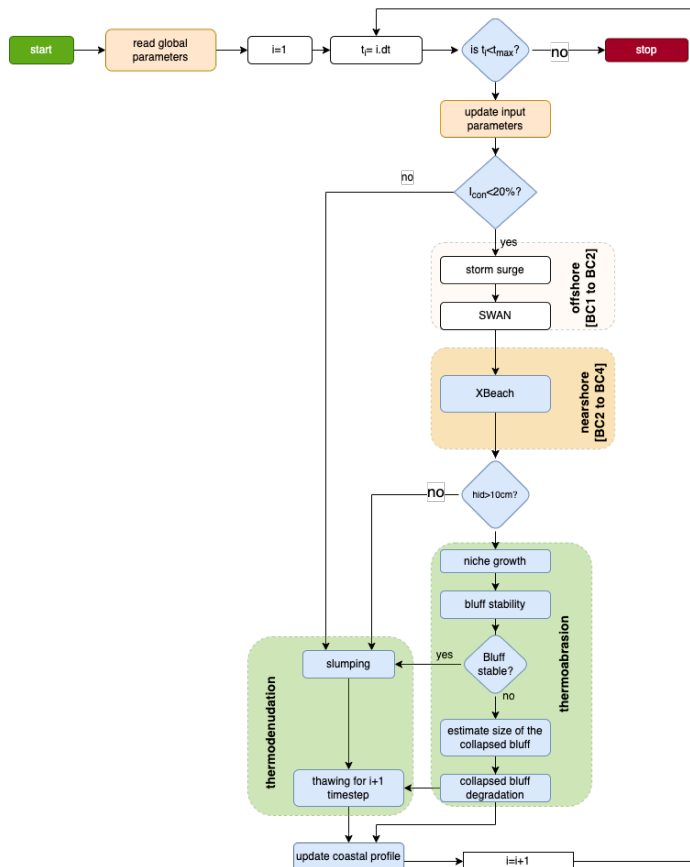 start
read global
parameters
i=1
tᵢ= i.dt
is tᵢ<tₘₐₓ?
no
stop
update input
parameters
no
I_con<20%?
yes
storm surge
SWAN
offshore
[BC1 to BC2]
XBeach
nearshore
[BC2 to BC4]
no
hid>10cm?
niche growth
bluff stability
thermoabrasion
slumping
yes
Bluff
stable?
no
thermodenudation
estimate size of the
collapsed bluff
thawing for i+1
timestep
collapsed bluff
degradation
update coastal profile
i=i+1